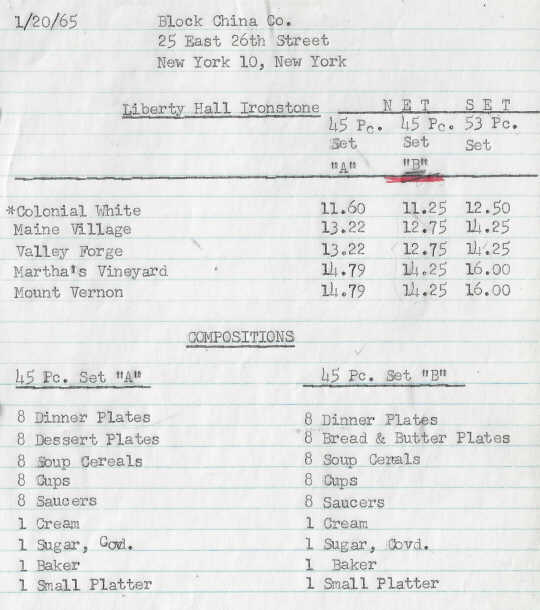 1/20/65 Block China Co.
25 East 26th Street
New York 10, New York
Liberty Hall Ironstone N E T S E T
45 Pc. 45 Pc. 53 Pc.
Set Set Set
"A" "B"
*Colonial White 11.60 11.25 12.50
Maine Village 13.22 12.75 14.25
Valley Forge 13.22 12.75 14.25
Martha's Vineyard 14.79 14.25 16.00
Mount Vernon 14.79 14.25 16.00
COMPOSITIONS
45 Pc. Set "A" 45 Pc. Set "B"
8 Dinner Plates 8 Dinner Plates
8 Dessert Plates 8 Bread & Butter Plates
8 Soup Cereals 8 Soup Cereals
8 Cups 8 Cups
8 Saucers 8 Saucers
1 Cream 1 Cream
1 Sugar, Covd. 1 Sugar, Covd.
1 Baker 1 Baker
1 Small Platter 1 Small Platter